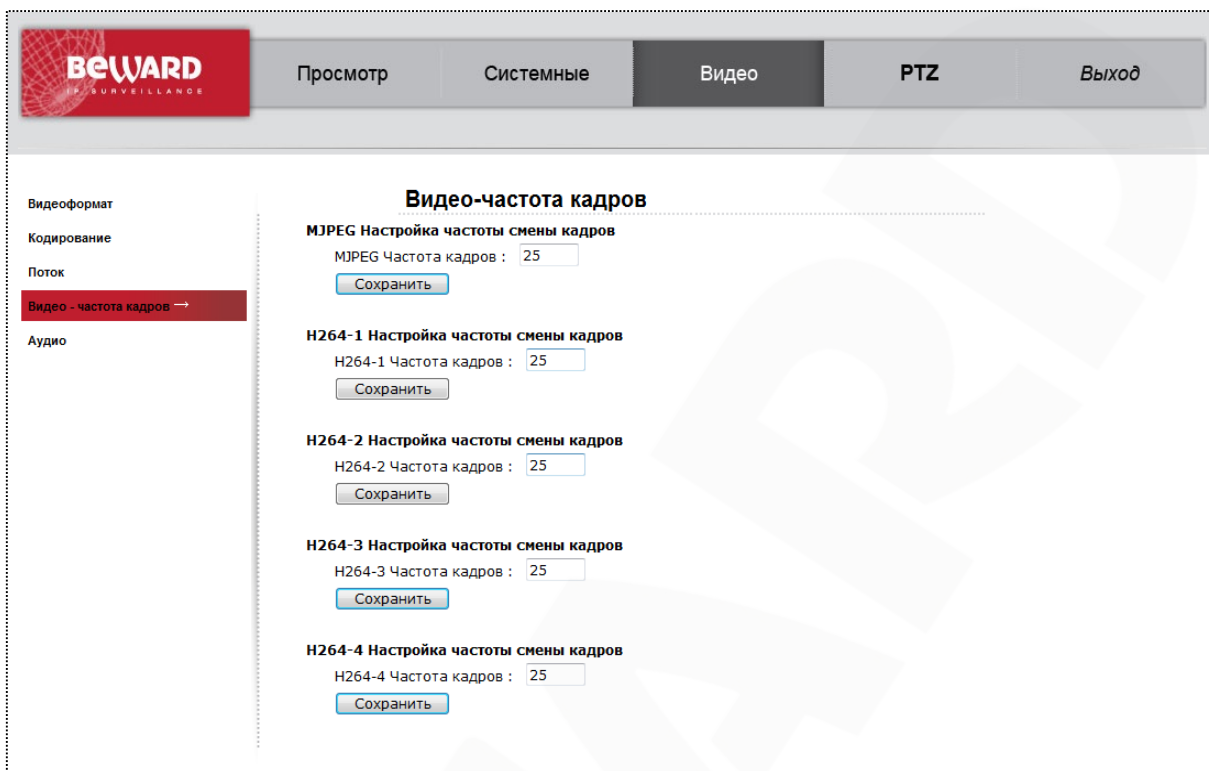 BEWARD
IP SURVEILLANCE
Просмотр
Системные
Видео
PTZ
Выход
Видеоформат
Кодирование
Поток
Видео - частота кадров →
Аудио
Видео-частота кадров
MJPEG Настройка частоты смены кадров
MJPEG Частота кадров : 25
Сохранить
H264-1 Настройка частоты смены кадров
H264-1 Частота кадров : 25
Сохранить
H264-2 Настройка частоты смены кадров
H264-2 Частота кадров : 25
Сохранить
H264-3 Настройка частоты смены кадров
H264-3 Частота кадров : 25
Сохранить
H264-4 Настройка частоты смены кадров
H264-4 Частота кадров : 25
Сохранить